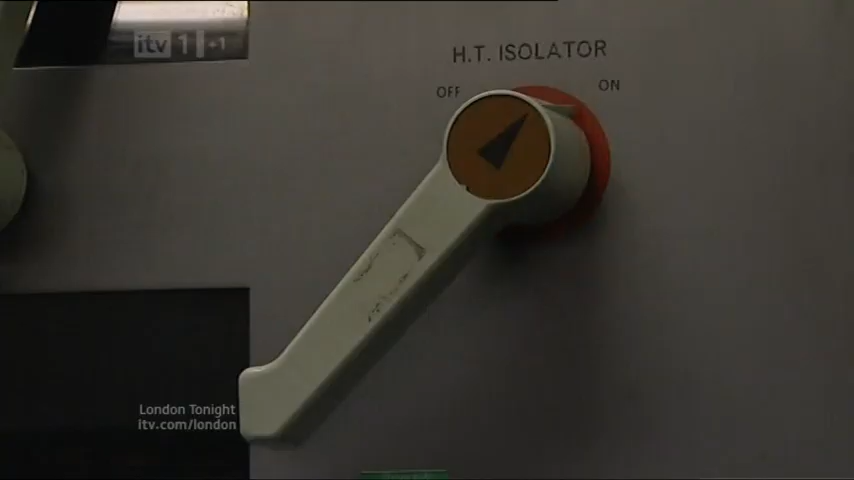 itv 1 +1
H.T. ISOLATOR
OFF
ON
London Tonight
itv.com/london